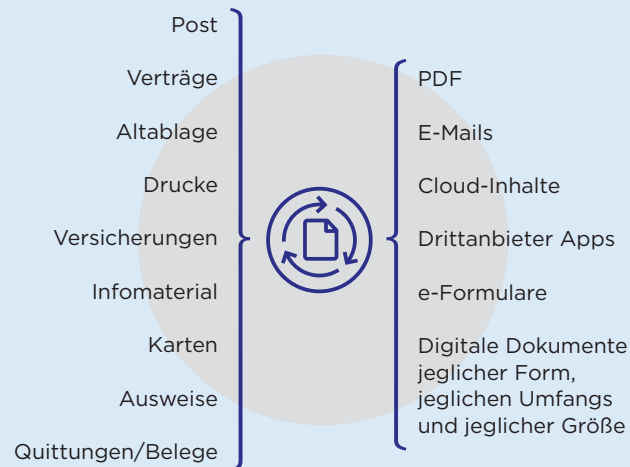 Post
Verträge
Altablage
Drucke
Versicherungen
Infomaterial
Karten
Ausweise
Quittungen/Belege
PDF
E-Mails
Cloud-Inhalte
Drittanbieter Apps
e-Formulare
Digitale Dokumente
jeglicher Form,
jeglichen Umfangs
und jeglicher Größe